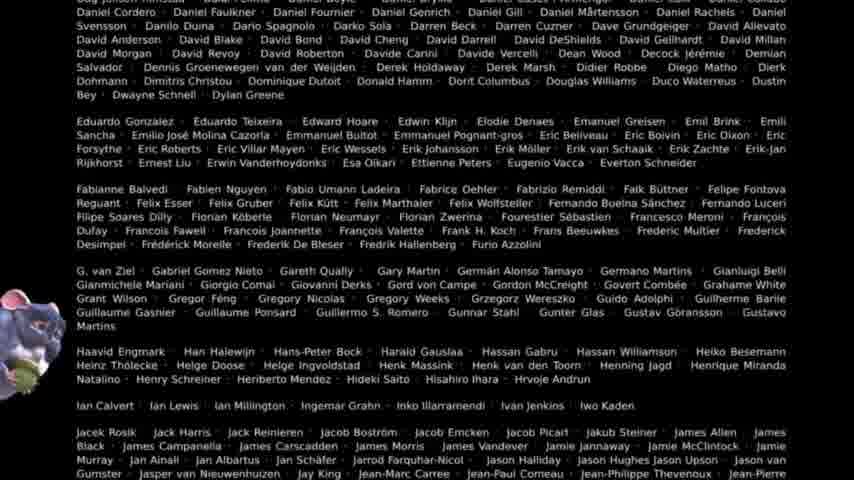 Daniel Cordero · Daniel Faulkner · Daniel Fournier · Daniel Genrich · Daniel Gill · Daniel Mårtensson · Daniel Rachels · Daniel
Svensson · Danilo Duma · Dario Spagnolo · Darko Sola · Darren Beck · Darren Cuzner · Dave Grundgeiger · David Allevato
David Anderson · David Blake · David Bond · David Cheng · David Darrell · David DeShields · David Gellhardt · David Millan
David Morgan · David Revoy · David Roberton · Davide Carini · Davide Vercelli · Dean Wood · Decock Jérémie · Demian
Salvador · Dennis Groenewegen van der Weijden · Derek Holdaway · Derek Marsh · Didier Robbe · Diego Matho · Dierk
Dohmann · Dimitris Christou · Dominique Dutoit · Donald Hamm · Dorit Columbus · Douglas Williams · Duco Waterreus · Dustin
Bey · Dwayne Schnell · Dylan Greene
Eduardo Gonzalez · Eduardo Teixeira · Edward Hoare · Edwin Klijn · Elodie Denaes · Emanuel Greisen · Emil Brink · Emili
Sancha · Emilio José Molina Cazorla · Emmanuel Buitot · Emmanuel Poignant-gros · Eric Beliveau · Eric Boivin · Eric Dixon · Eric
Forsythe · Eric Roberts · Eric Villar Mayen · Eric Wessels · Erik Johansson · Erik Möller · Erik van Schaaik · Erik Zachte · Erik-Jan
Rijkhorst · Ernest Liu · Erwin Vanderhoydonks · Esa Oikari · Ettienne Peters · Eugenio Vacca · Everton Schneider
Fabianne Balvedi · Fabien Nguyen · Fabio Umann Ladeira · Fabrice Oehler · Fabrizio Remiddi · Falk Büttner · Felipe Fontova
Reguant · Felix Esser · Felix Gruber · Felix Kütt · Felix Marthaler · Felix Wolfsteller · Fernando Buelna Sánchez · Fernando Luceri
Filipe Soares Dilly · Florian Köberle · Florian Neumayr · Florian Zwerina · Fourestier Sébastien · Francesco Meroni · François
Dufay · Francois Fawell · Francois Joannette · François Valette · Frank H. Koch · Frans Beeuwkes · Frederic Multier · Frederick
Desimpel · Frédérick Morelle · Frederik De Bleser · Fredrik Hallenberg · Furio Azzolini
G. van Ziel · Gabriel Gomez Nieto · Gareth Qually · Gary Martin · Germán Alonso Tamayo · Germano Martins · Gianluigi Belli
Gianmichele Mariani · Giorgio Comai · Giovanni Derks · Gord von Campe · Gordon McCreight · Govert Combée · Grahame White
Grant Wilson · Gregor Féng · Gregory Nicolas · Gregory Weeks · Grzegorz Wereszko · Guido Adolphi · Guilherme Barile
Guillaume Gasnier · Guillaume Ponsard · Guillermo S. Romero · Gunnar Stahl · Gunter Glas · Gustav Göransson · Gustavo
Martins
Haavid Engmark · Han Halewijn · Hans-Peter Bock · Harald Gauslaa · Hassan Gabru · Hassan Williamson · Heiko Besemann
Heinz Thölecke · Helge Doose · Helge Ingvoldstad · Henk Massink · Henk van den Toorn · Henning Jagd · Henrique Miranda
Natalino · Henry Schreiner · Heriberto Mendez · Hideki Saito · Hisahiro Ihara · Hrvoje Andrun
Ian Calvert · Ian Lewis · Ian Millington · Ingemar Grahn · Inko Illarramendi · Ivan Jenkins · Iwo Kaden
Jacek Rosik · Jack Harris · Jack Reinieren · Jacob Boström · Jacob Emcken · Jacob Picart · Jakub Steiner · James Allen · James
Black · James Campanella · James Carscadden · James Morris · James Vandever · Jamie Jannaway · Jamie McClintock · Jamie
Murray · Jan Ainali · Jan Albartus · Jan Schäfer · Jarrod Farquhar-Nicol · Jason Halliday · Jason Hughes Jason Upson · Jason van
Gumster · Jasper van Nieuwenhuizen · Jay King · Jean-Marc Carree · Jean-Paul Comeau · Jean-Philippe Thevenoux · Jean-Pierre